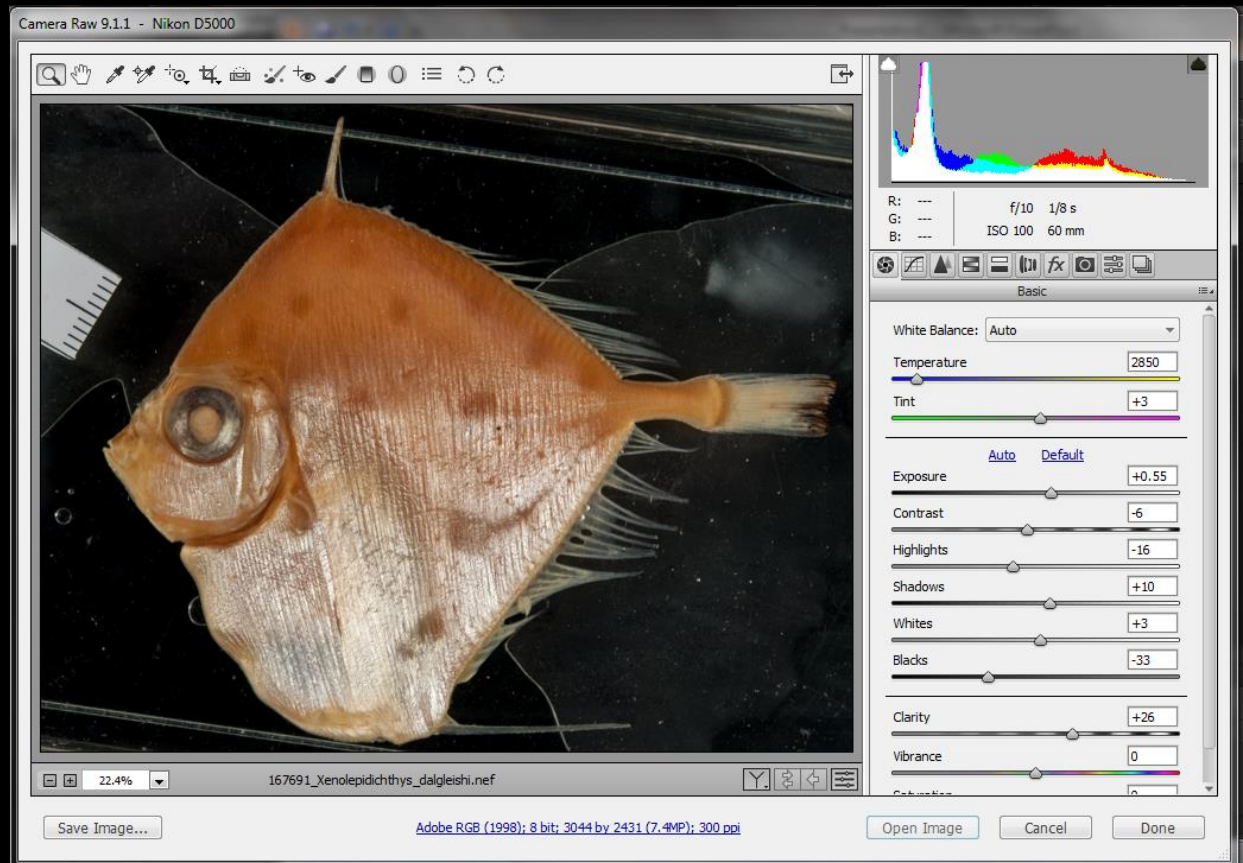 Camera Raw 9.1.1 - Nikon D5000
R: ---
G: ---
B: ---
f/10 1/8 s
ISO 100 60 mm
fx
Basic
White Balance: Auto
Temperature 2850
Tint +3
Auto Default
Exposure +0.55
Contrast -6
Highlights -16
Shadows +10
Whites +3
Blacks -33
Clarity +26
Vibrance 0
22.4%
167691_Xenolepidichthys_dalgleishi.nef
Y
Save Image...
Adobe RGB (1998); 8 bit; 3044 by 2431 (7.4MP); 300 ppi
Open Image Cancel Done